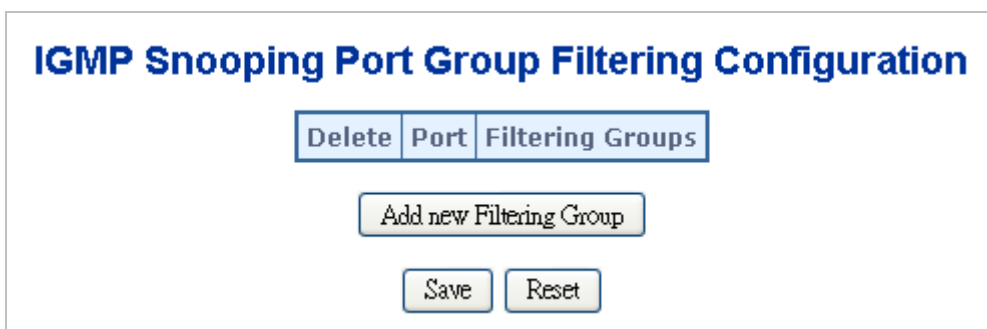 IGMP Snooping Port Group Filtering Configuration
Delete Port Filtering Groups
Add new Filtering Group
Save Reset